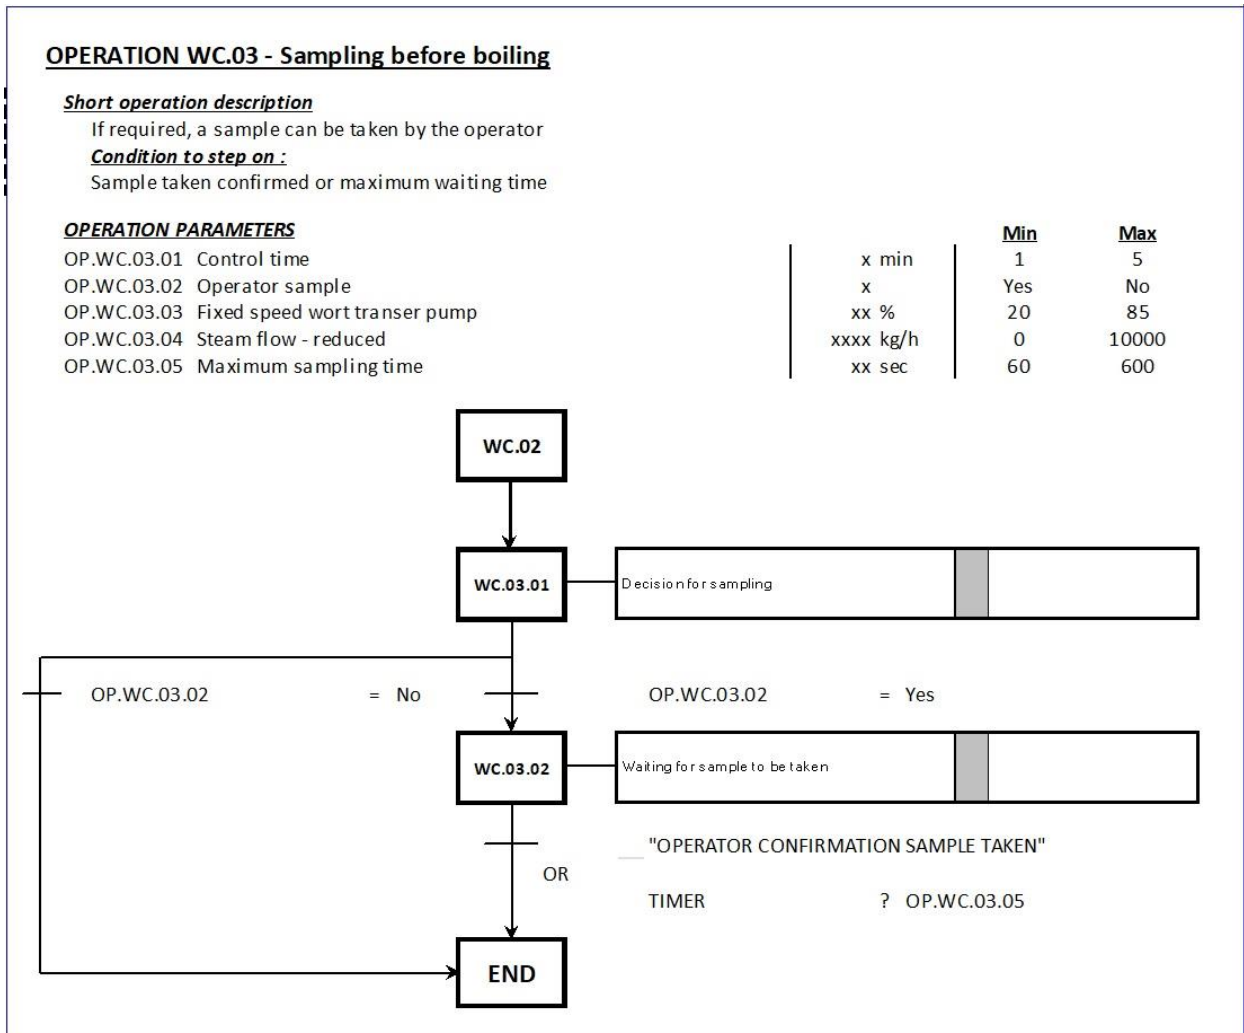 OPERATION WC.03 - Sampling before boiling
Short operation description
If required, a sample can be taken by the operator
Condition to step on :
Sample taken confirmed or maximum waiting time
OPERATION PARAMETERS Min Max
OP.WC.03.01 Control time x min 1 5
OP.WC.03.02 Operator sample x Yes No
OP.WC.03.03 Fixed speed wort transer pump xx % 20 85
OP.WC.03.04 Steam flow - reduced xxxx kg/h 0 10000
OP.WC.03.05 Maximum sampling time xx sec 60 600
WC.02
WC.03.01 Decision for sampling
OP.WC.03.02 = No OP.WC.03.02 = Yes
WC.03.02 Waiting for sample to be taken
"OPERATOR CONFIRMATION SAMPLE TAKEN"
OR
TIMER ? OP.WC.03.05
END